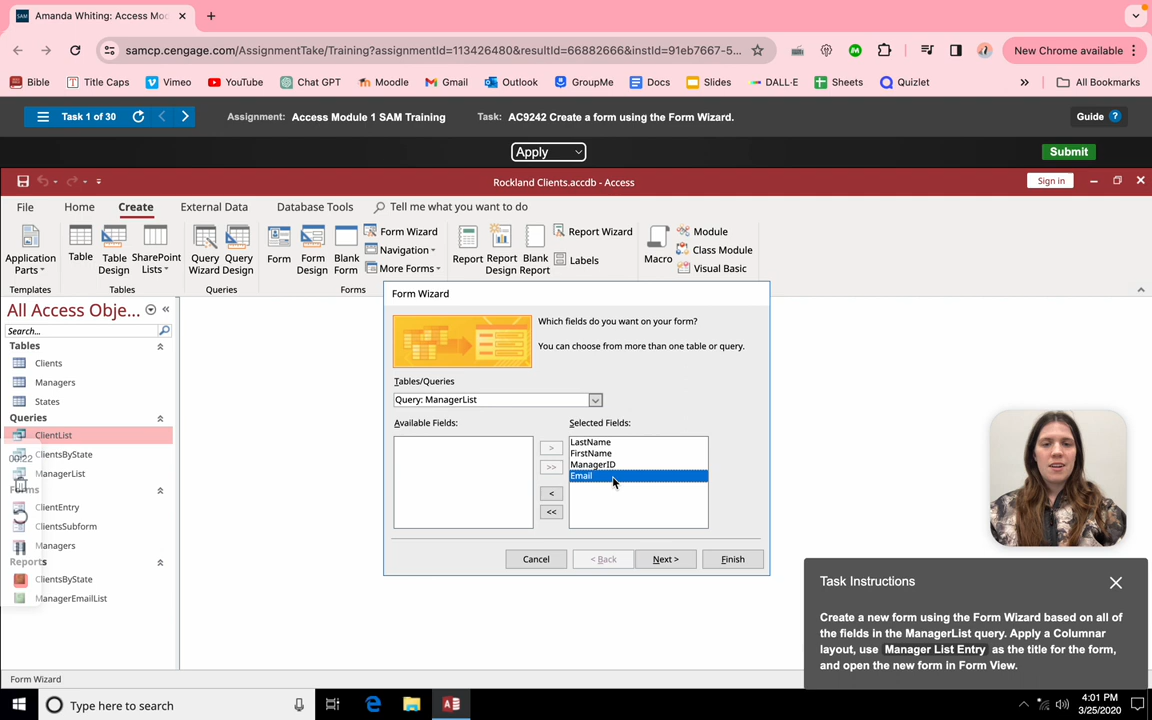 Amanda Whiting: Access Mod
samcp.cengage.com/AssignmentTake/Training?assignmentId=113426480&resultId=66882666&instId=91eb7667-5...
New Chrome available
Bible
Title Caps
Vimeo
YouTube
Chat GPT
Moodle
Gmail
Outlook
GroupMe
Docs
Slides
DALL·E
Sheets
Quizlet
»
All Bookmarks
Task 1 of 30
Assignment: Access Module 1 SAM Training
Task: AC9242 Create a form using the Form Wizard.
Guide ?
Apply
Submit
Rockland Clients.accdb - Access
Sign in
File
Home
Create
External Data
Database Tools
Tell me what you want to do
Application Parts
Table
Table Design
SharePoint Lists
Query Wizard
Query Design
Form
Form Design
Blank Form
Form Wizard
Navigation
More Forms
Report
Report Design
Blank Report
Report Wizard
Labels
Macro
Module
Class Module
Visual Basic
Templates
Tables
Queries
Forms
All Access Obje...
Search...
Tables
Clients
Managers
States
Queries
ClientList
ClientsByState
00:22
ManagerList
Forms
ClientEntry
ClientsSubform
Managers
Reports
ClientsByState
ManagerEmailList
Form Wizard
Which fields do you want on your form?
You can choose from more than one table or query.
Tables/Queries
Query: ManagerList
Available Fields:
Selected Fields:
LastName
FirstName
ManagerID
Email
>
>>
<
<<
Cancel
< Back
Next >
Finish
Task Instructions
Create a new form using the Form Wizard based on all of
the fields in the ManagerList query. Apply a Columnar
layout, use Manager List Entry as the title for the form,
and open the new form in Form View.
Form Wizard
Type here to search
4:01 PM
3/25/2020